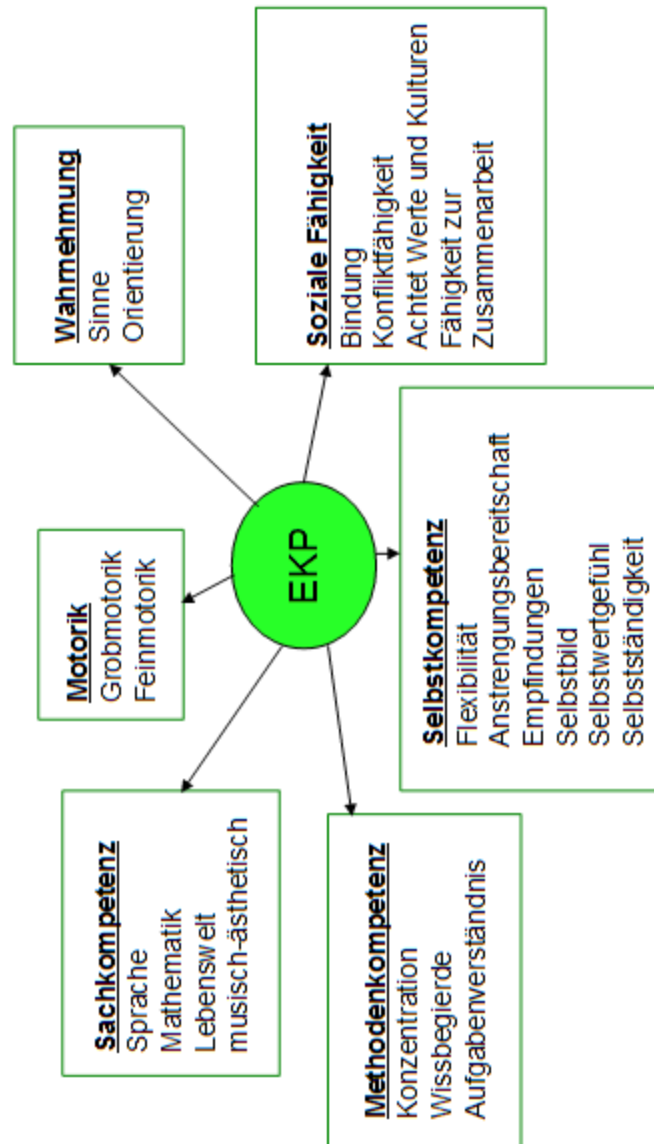 Sachkompetenz
Sprache
Mathematik
Lebenswelt
musisch-ästhetisch
Motorik
Grobmotorik
Feinmotorik
Wahrnehmung
Sinne
Orientierung
EKP
Methodenkompetenz
Konzentration
Wissbegierde
Aufgabenverständnis
Selbstkompetenz
Flexibilität
Anstrengungsbereitschaft
Empfindungen
Selbstbild
Selbstwertgefühl
Selbstständigkeit
Soziale Fähigkeit
Bindung
Konfliktfähigkeit
Achtet Werte und Kulturen
Fähigkeit zur
Zusammenarbeit